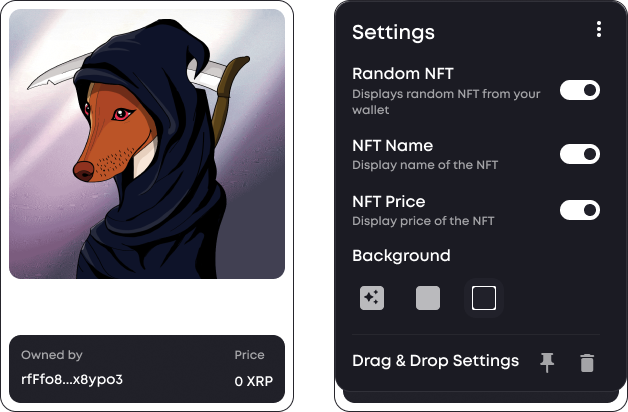 Owned by
Price
rfFfo8...x8ypo3
0 XRP
Settings
Random NFT
Displays random NFT from your
wallet
NFT Name
Display name of the NFT
NFT Price
Display price of the NFT
Background
Drag & Drop Settings